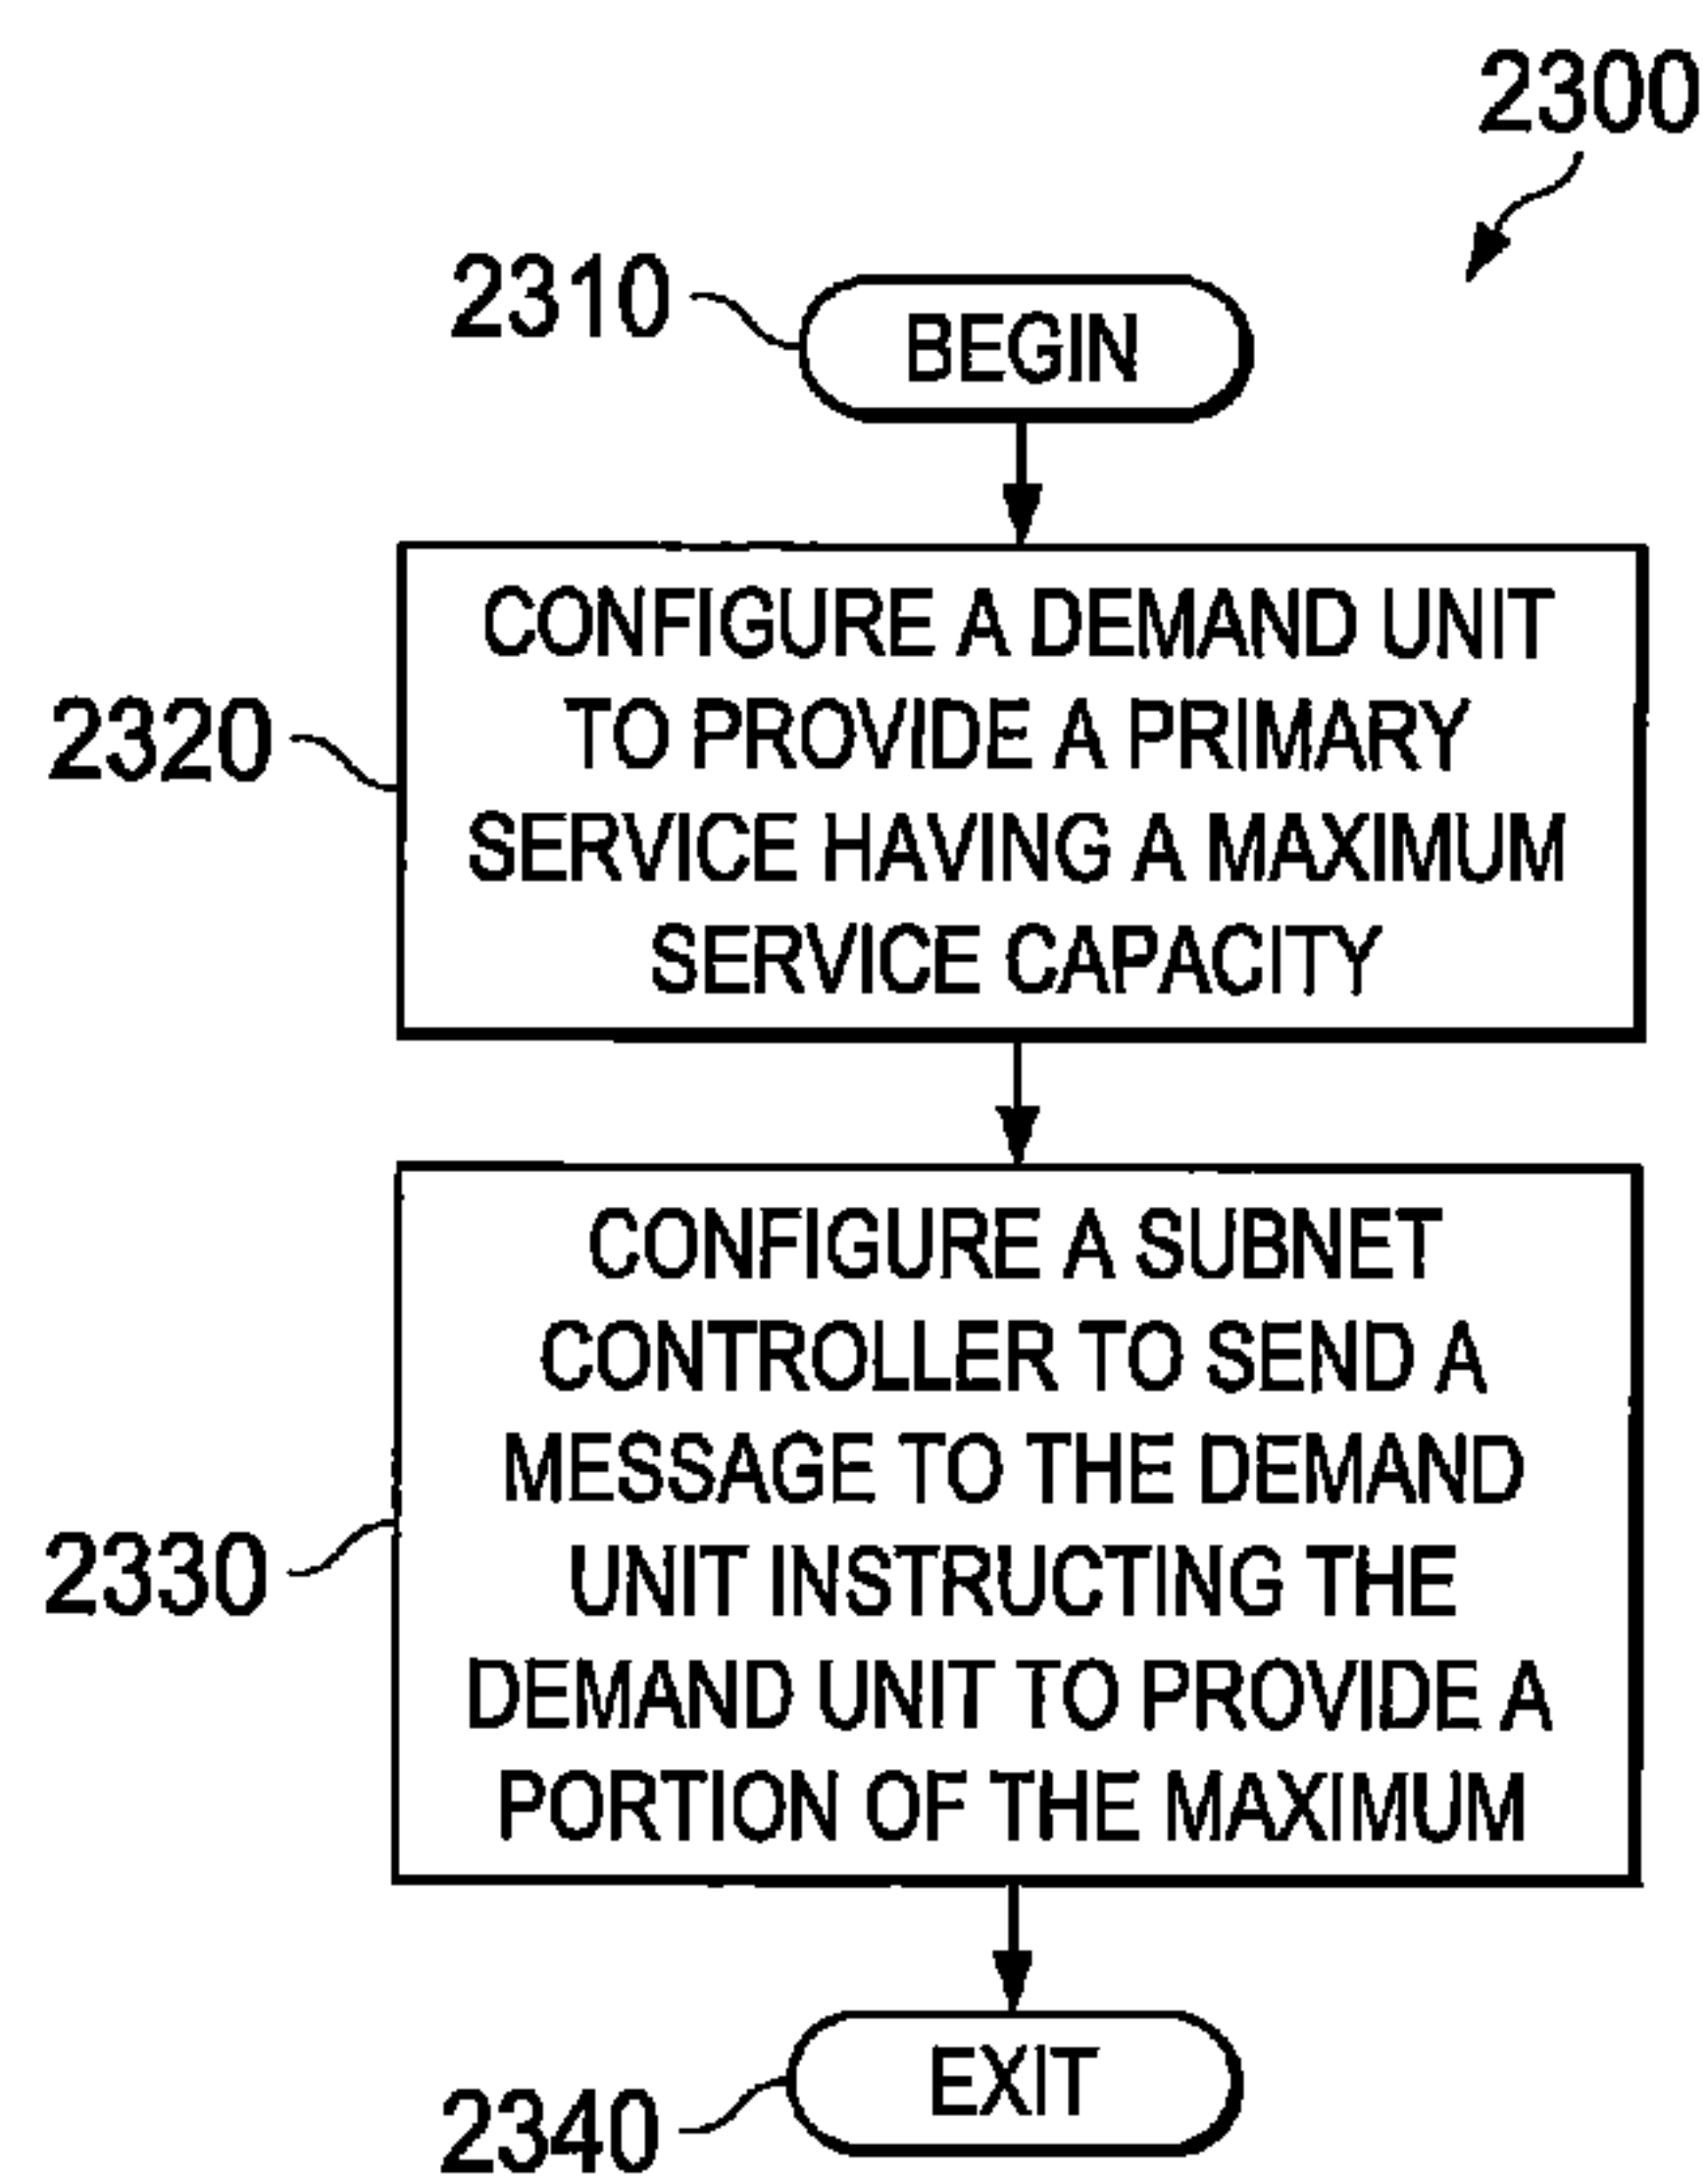 2300
2310
BEGIN
2320
CONFIGURE A DEMAND UNIT
TO PROVIDE A PRIMARY
SERVICE HAVING A MAXIMUM
SERVICE CAPACITY
2330
CONFIGURE A SUBNET
CONTROLLER TO SEND A
MESSAGE TO THE DEMAND
UNIT INSTRUCTING THE
DEMAND UNIT TO PROVIDE A
PORTION OF THE MAXIMUM
2340
EXIT